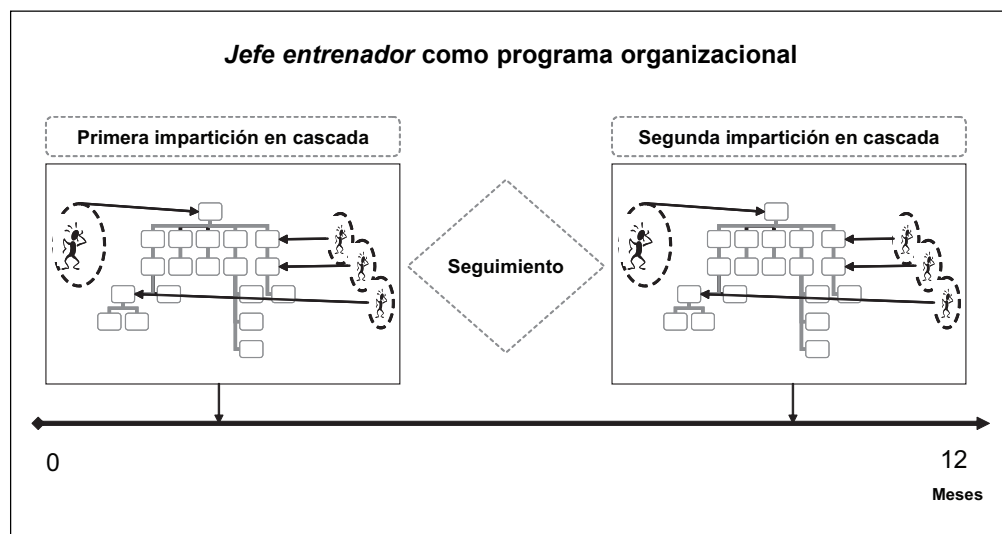 Jefe entrenador como programa organizacional
Primera impartición en cascada
Segunda impartición en cascada
Seguimiento
0
12
Meses